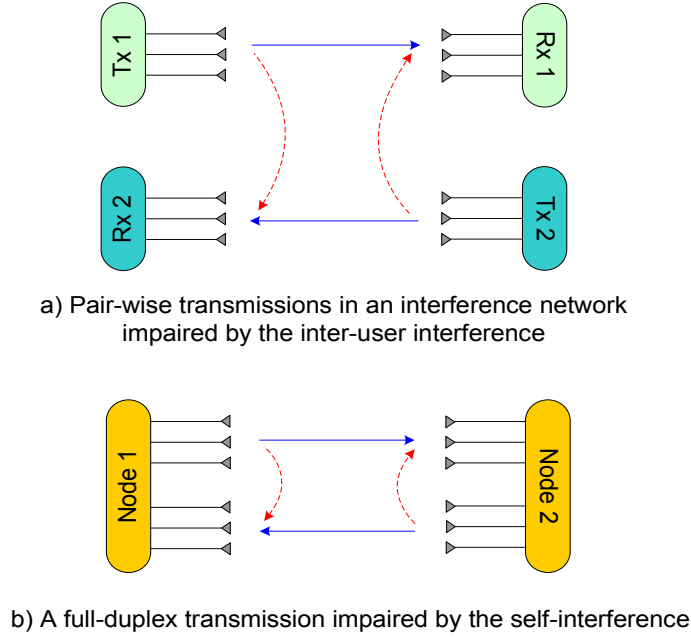 Tx 1
Rx 1
Rx 2
Tx 2
a) Pair-wise transmissions in an interference network
impaired by the inter-user interference
Node 1
Node 2
b) A full-duplex transmission impaired by the self-interference